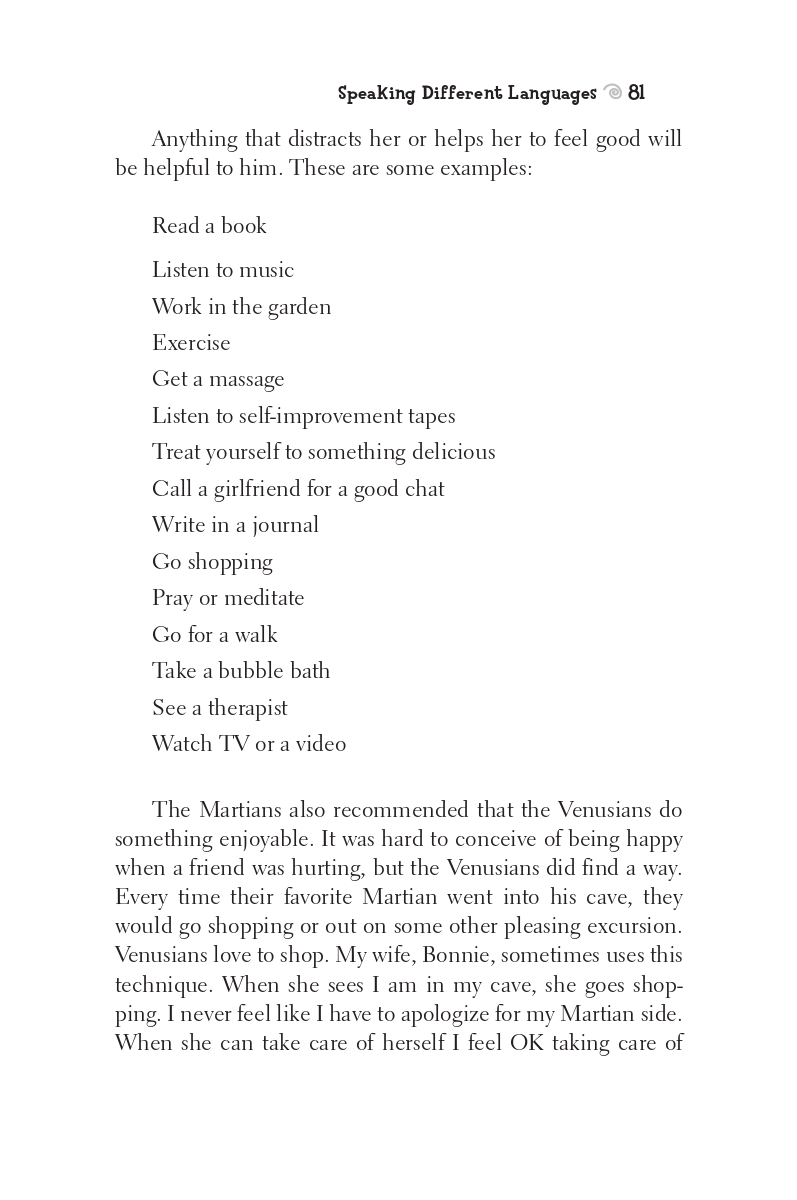 Speaking Different Languages 81
Anything that distracts her or helps her to feel good will
be helpful to him. These are some examples:
Read a book
Listen to music
Work in the garden
Exercise
Get a massage
Listen to self-improvement tapes
Treat yourself to something delicious
Call a girlfriend for a good chat
Write in a journal
Go shopping
Pray or meditate
Go for a walk
Take a bubble bath
See a therapist
Watch TV or a video
The Martians also recommended that the Venusians do
something enjoyable. It was hard to conceive of being happy
when a friend was hurting, but the Venusians did find a way.
Every time their favorite Martian went into his cave, they
would go shopping or out on some other pleasing excursion.
Venusians love to shop. My wife, Bonnie, sometimes uses this
technique. When she sees I am in my cave, she goes shop-
ping. I never feel like I have to apologize for my Martian side.
When she can take care of herself I feel OK taking care of